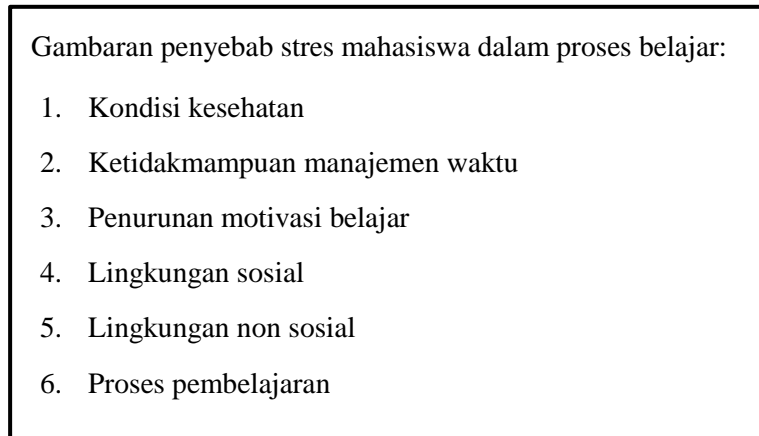 Gambaran penyebab stres mahasiswa dalam proses belajar:
1. Kondisi kesehatan
2. Ketidakmampuan manajemen waktu
3. Penurunan motivasi belajar
4. Lingkungan sosial
5. Lingkungan non sosial
6. Proses pembelajaran